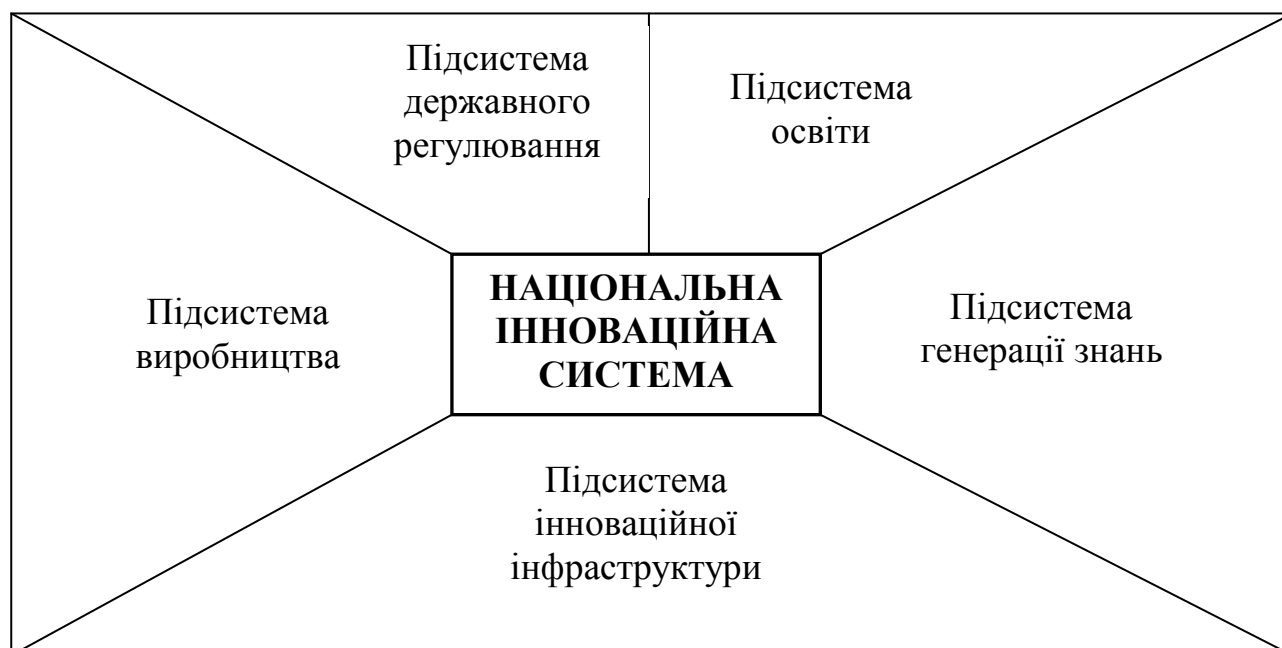 Підсистема
державного
регулювання
Підсистема
освіти
Підсистема
виробництва
НАЦІОНАЛЬНА
ІННОВАЦІЙНА
СИСТЕМА
Підсистема
генерації знань
Підсистема
інноваційної
інфраструктури